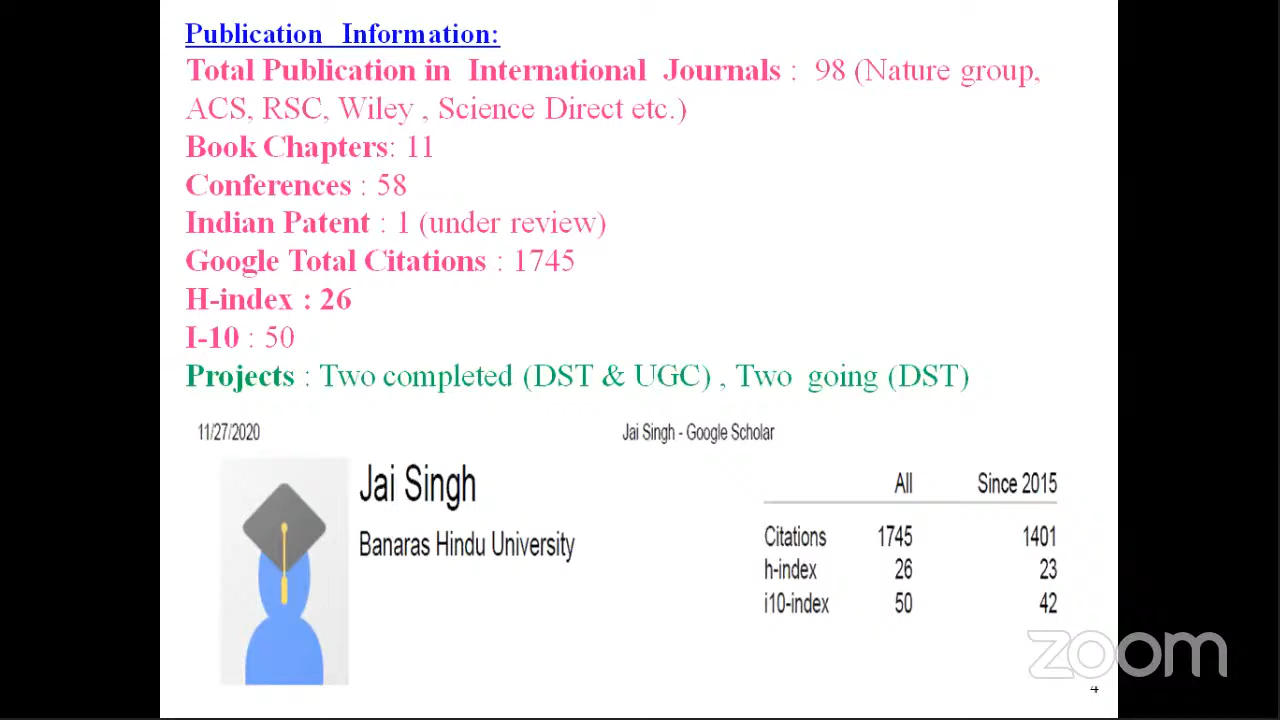 Publication Information:
Total Publication in International Journals : 98 (Nature group,
ACS, RSC, Wiley , Science Direct etc.)
Book Chapters: 11
Conferences : 58
Indian Patent : 1 (under review)
Google Total Citations : 1745
H-index : 26
I-10 : 50
Projects : Two completed (DST & UGC) , Two going (DST)
11/27/2020 Jai Singh - Google Scholar
Jai Singh
Banaras Hindu University
All Since 2015
Citations 1745 1401
h-index 26 23
i10-index 50 42
zoom
4